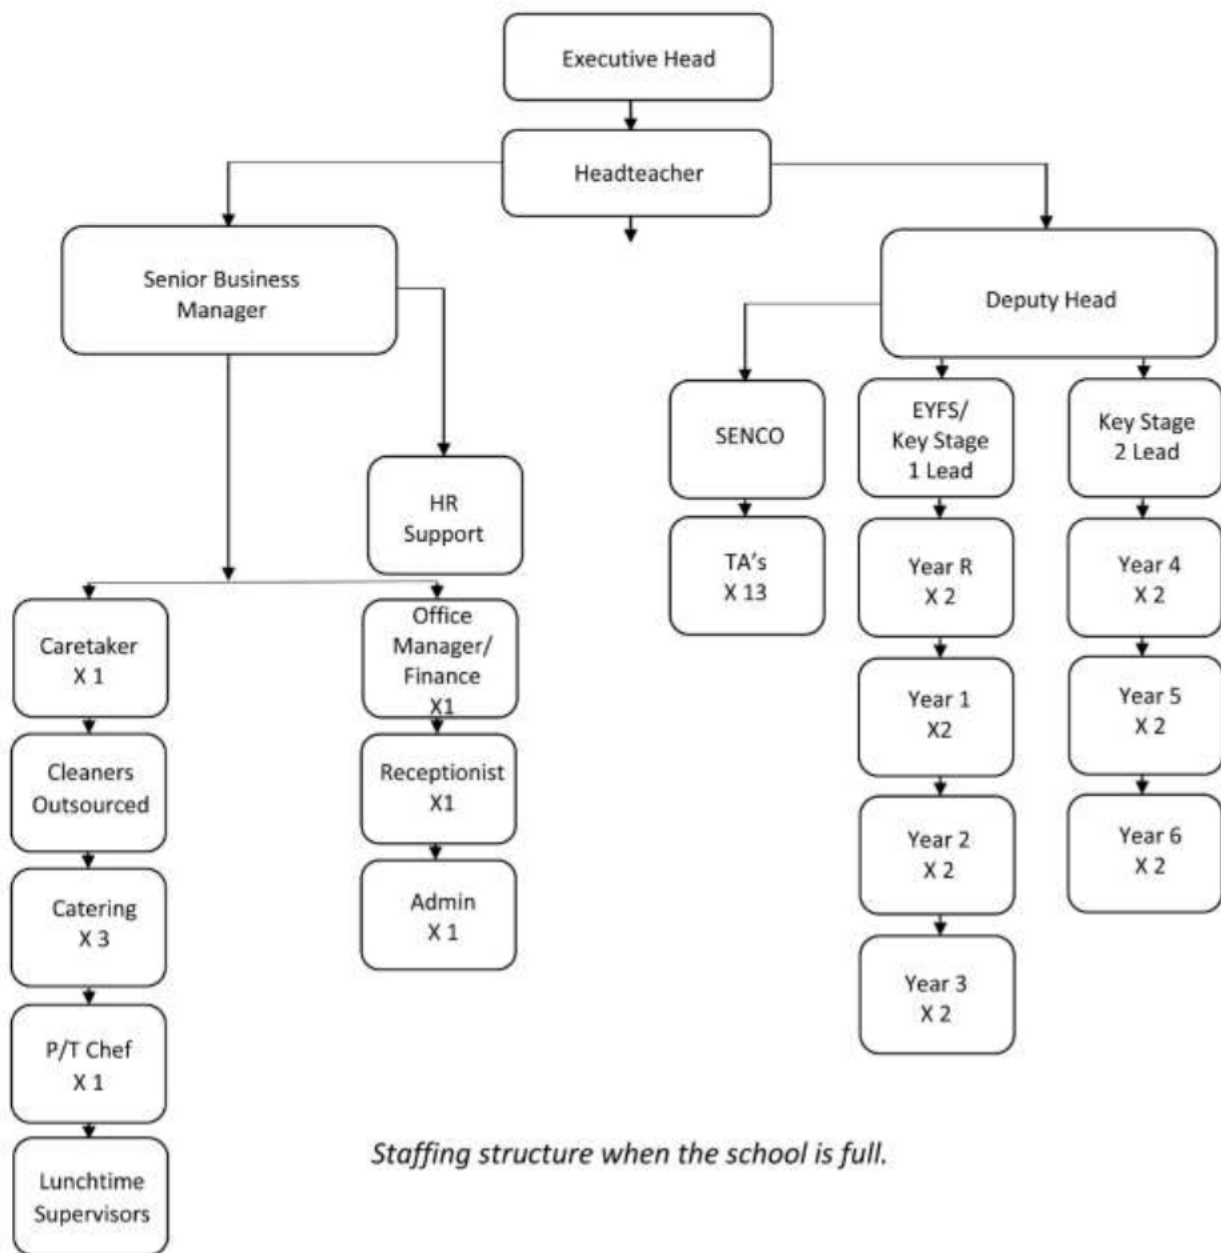 Executive Head
Headteacher
Senior Business
Manager
Deputy Head
HR
Support
SENCO
TA's
X 13
EYFS/
Key Stage
1 Lead
Year R
X 2
Year 1
X2
Year 2
X 2
Year 3
X 2
Key Stage
2 Lead
Year 4
X 2
Year 5
X 2
Year 6
X 2
Caretaker
X 1
Cleaners
Outsourced
Catering
X 3
P/T Chef
X 1
Lunchtime
Supervisors
Office
Manager/
Finance
X1
Receptionist
X1
Admin
X 1
Staffing structure when the school is full.